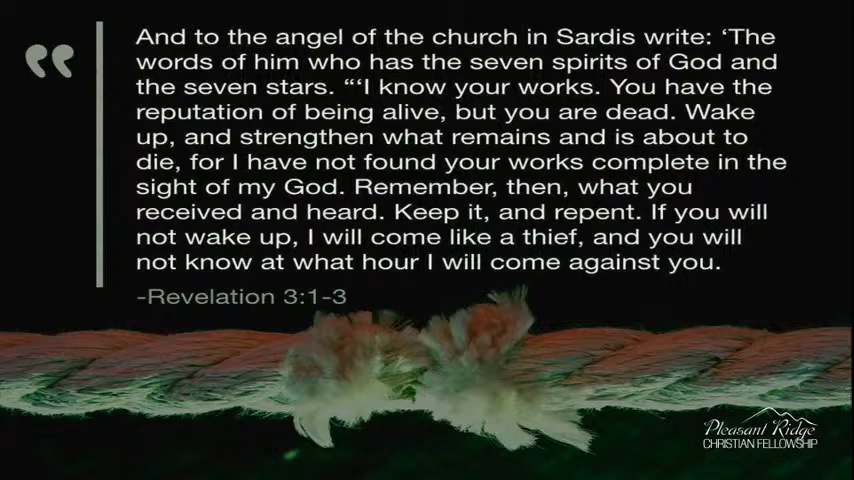 And to the angel of the church in Sardis write: ‘The
words of him who has the seven spirits of God and
the seven stars. “‘I know your works. You have the
reputation of being alive, but you are dead. Wake
up, and strengthen what remains and is about to
die, for I have not found your works complete in the
sight of my God. Remember, then, what you
received and heard. Keep it, and repent. If you will
not wake up, I will come like a thief, and you will
not know at what hour I will come against you.
-Revelation 3:1-3
Pleasant Ridge
CHRISTIAN FELLOWSHIP